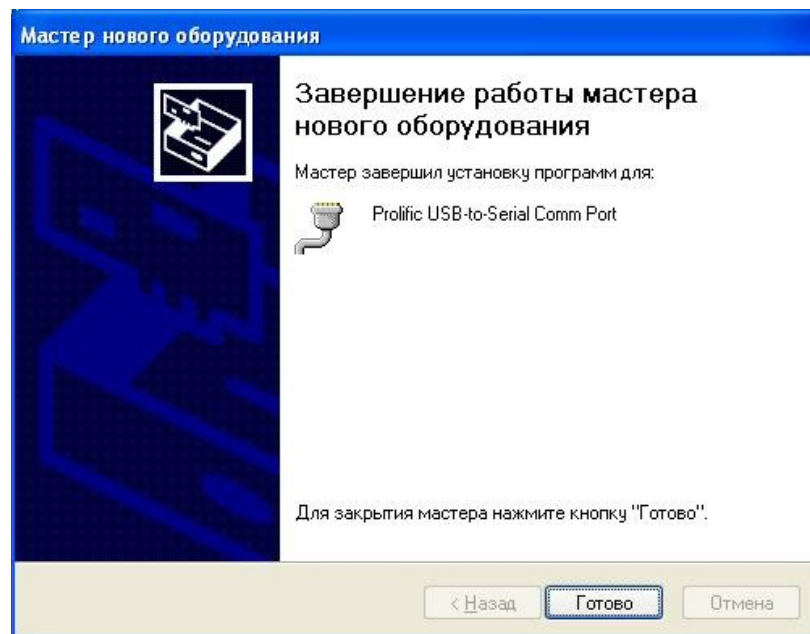 Мастер нового оборудования
Завершение работы мастера
нового оборудования
Мастер завершил установку программ для:
Prolific USB-to-Serial Comm Port
Для закрытия мастера нажмите кнопку "Готово".
< Назад Готово Отмена